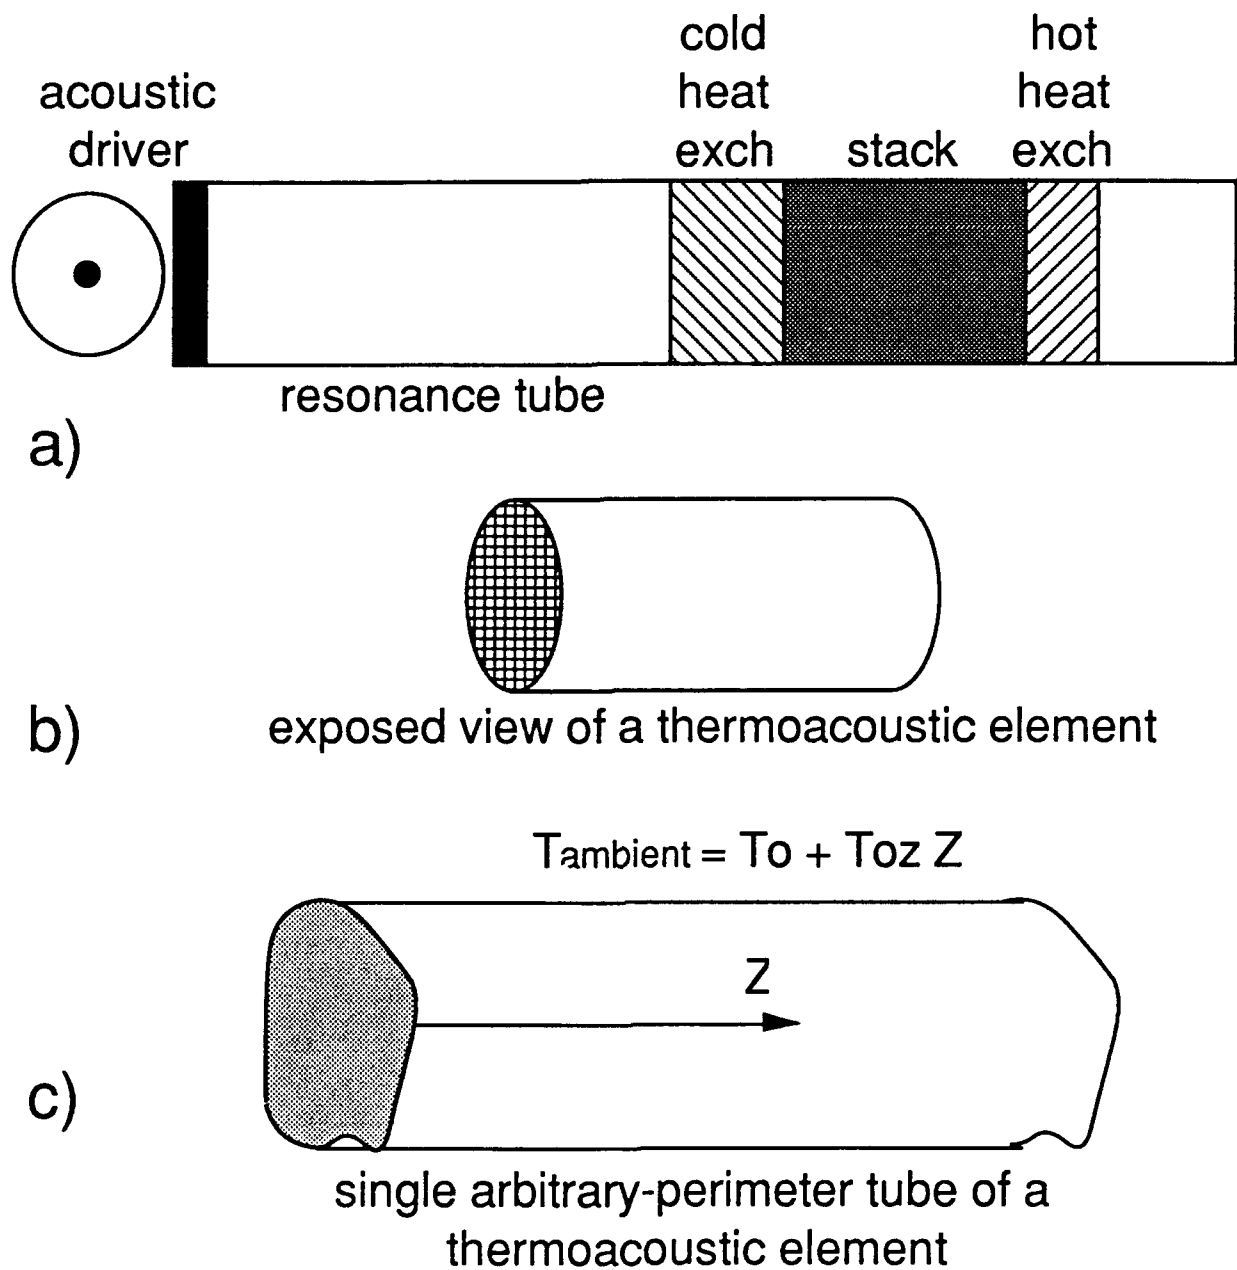 cold
heat
exch
hot
heat
exch
acoustic
driver
stack
resonance tube
a)
b)
exposed view of a thermoacoustic element
Tambient = To + Toz Z
Z
c)
single arbitrary-perimeter tube of a
thermoacoustic element